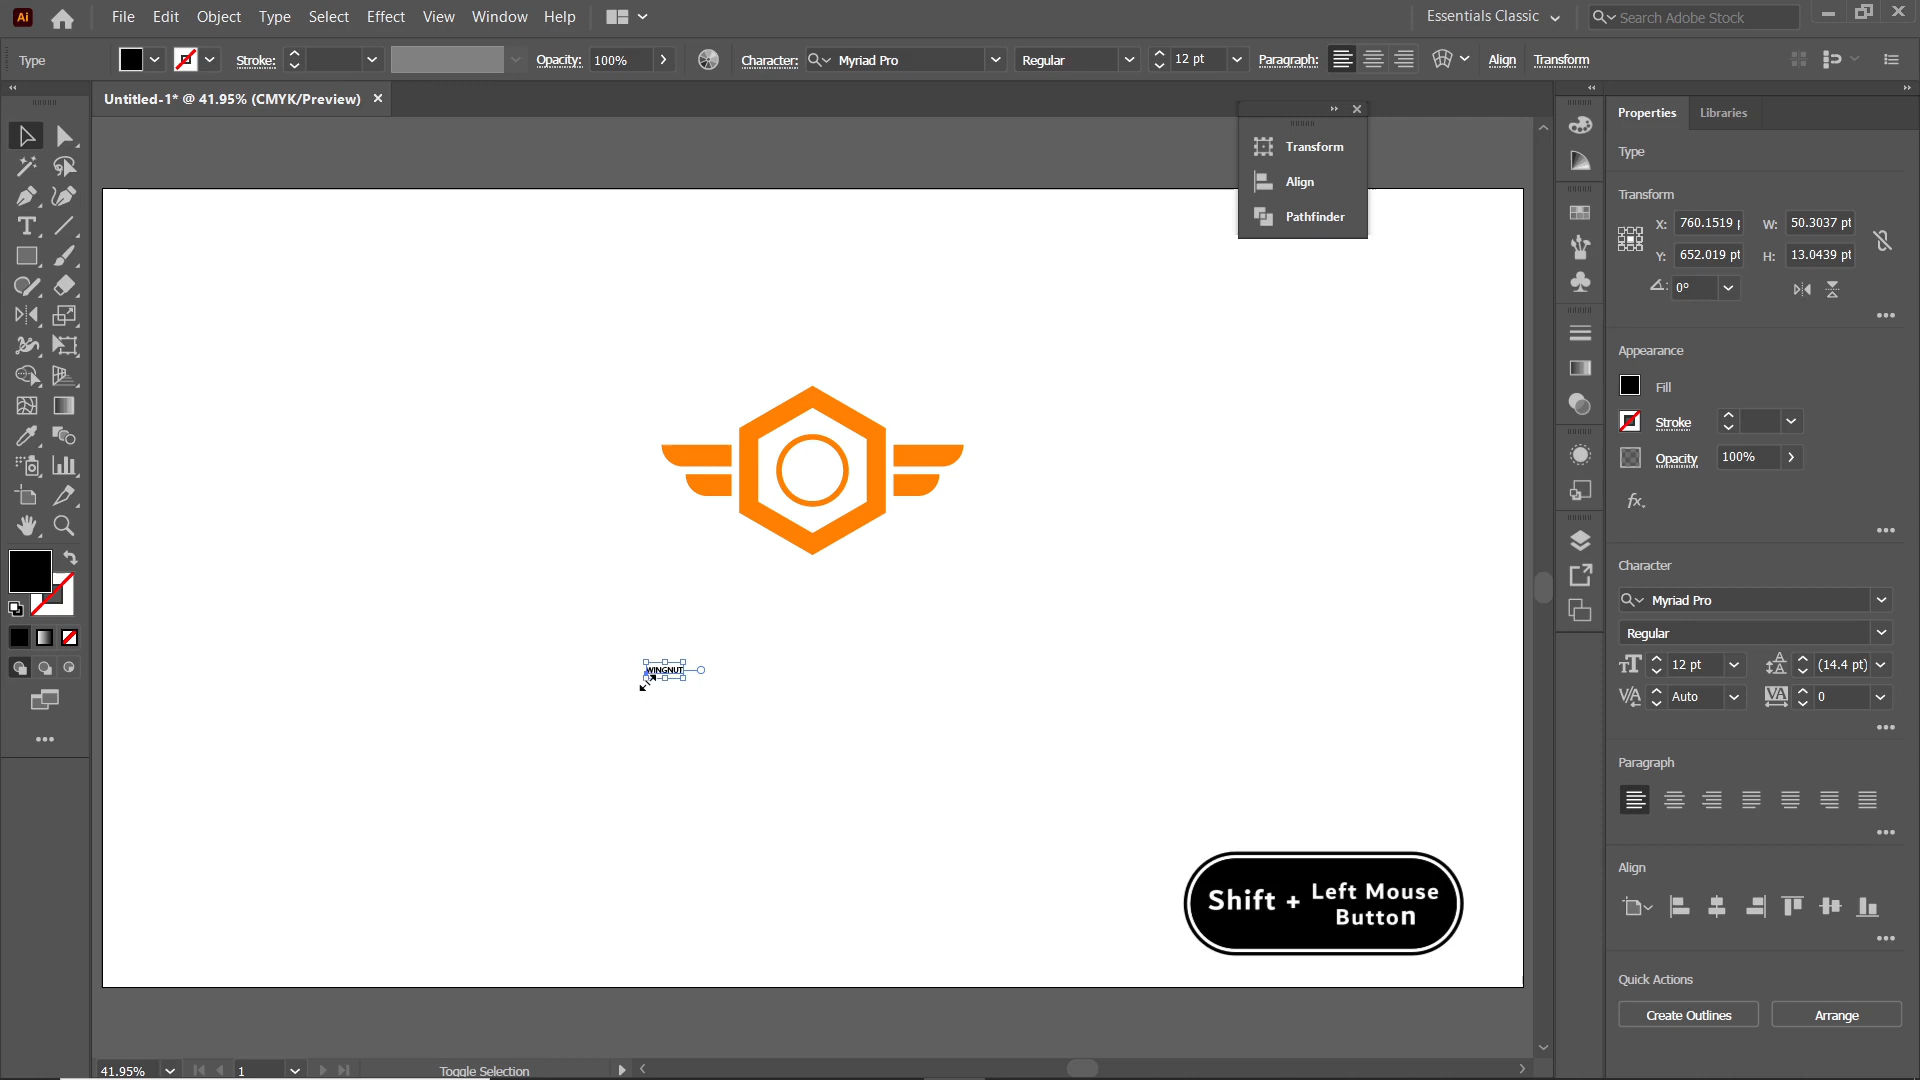 Ai
File Edit Object Type Select Effect View Window Help
Essentials Classic
Search Adobe Stock
Type
Stroke:
Opacity: 100%
Character: Myriad Pro
Regular
12 pt
Paragraph:
Align
Transform
Untitled-1* @ 41.95% (CMYK/Preview)
Transform
Align
Pathfinder
WINGNUT
Shift + Left Mouse
Button
41.95%
1
Toggle Selection
Properties Libraries
Type
Transform
X: 760.1519 W: 50.3037 pt
Y: 652.019 pt H: 13.0439 pt
0°
Appearance
Fill
Stroke
Opacity 100%
fx.
Character
Myriad Pro
Regular
12 pt (14.4 pt)
Auto 0
Paragraph
Align
Quick Actions
Create Outlines Arrange